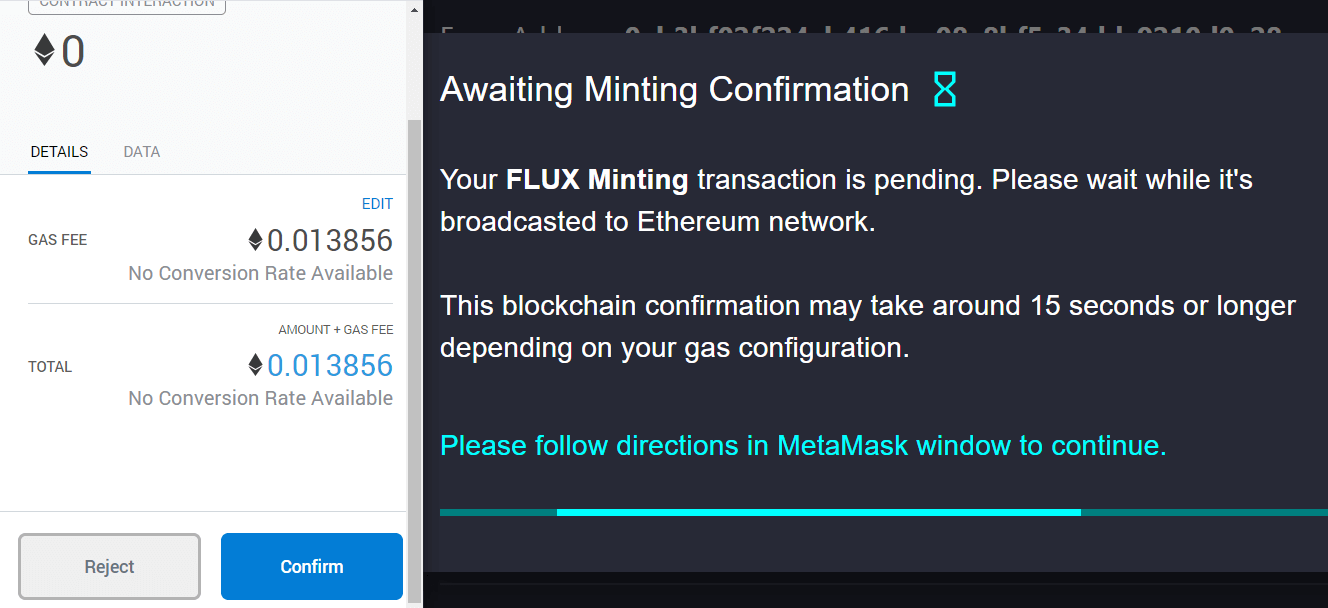 CONTRACT INTERACTION
0
DETAILS
DATA
EDIT
GAS FEE
0.013856
No Conversion Rate Available
AMOUNT + GAS FEE
TOTAL
0.013856
No Conversion Rate Available
Reject
Confirm
Awaiting Minting Confirmation
Your FLUX Minting transaction is pending. Please wait while it's
broadcasted to Ethereum network.
This blockchain confirmation may take around 15 seconds or longer
depending on your gas configuration.
Please follow directions in MetaMask window to continue.